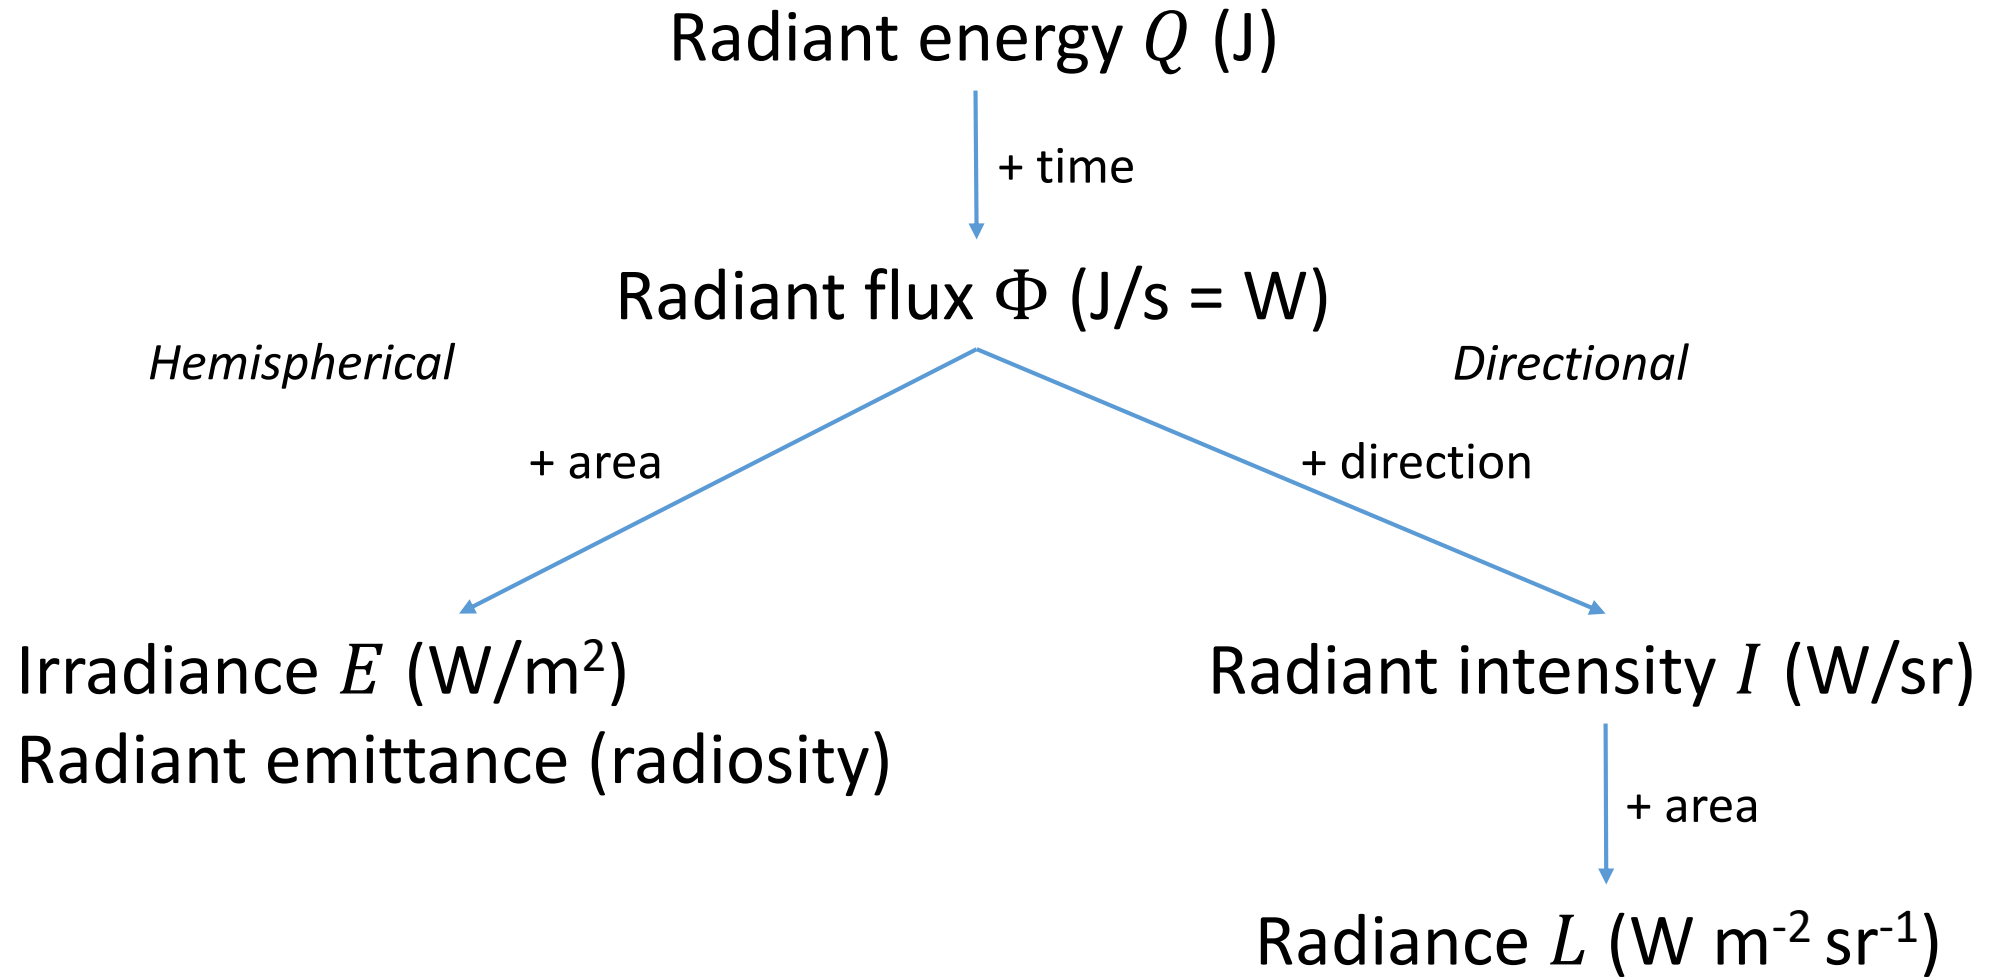 Radiant energy Q (J)
+ time
Radiant flux Φ (J/s = W)
Hemispherical
Directional
+ area
+ direction
Irradiance E (W/m²)
Radiant emittance (radiosity)
Radiant intensity I (W/sr)
+ area
Radiance L (W m⁻² sr⁻¹)